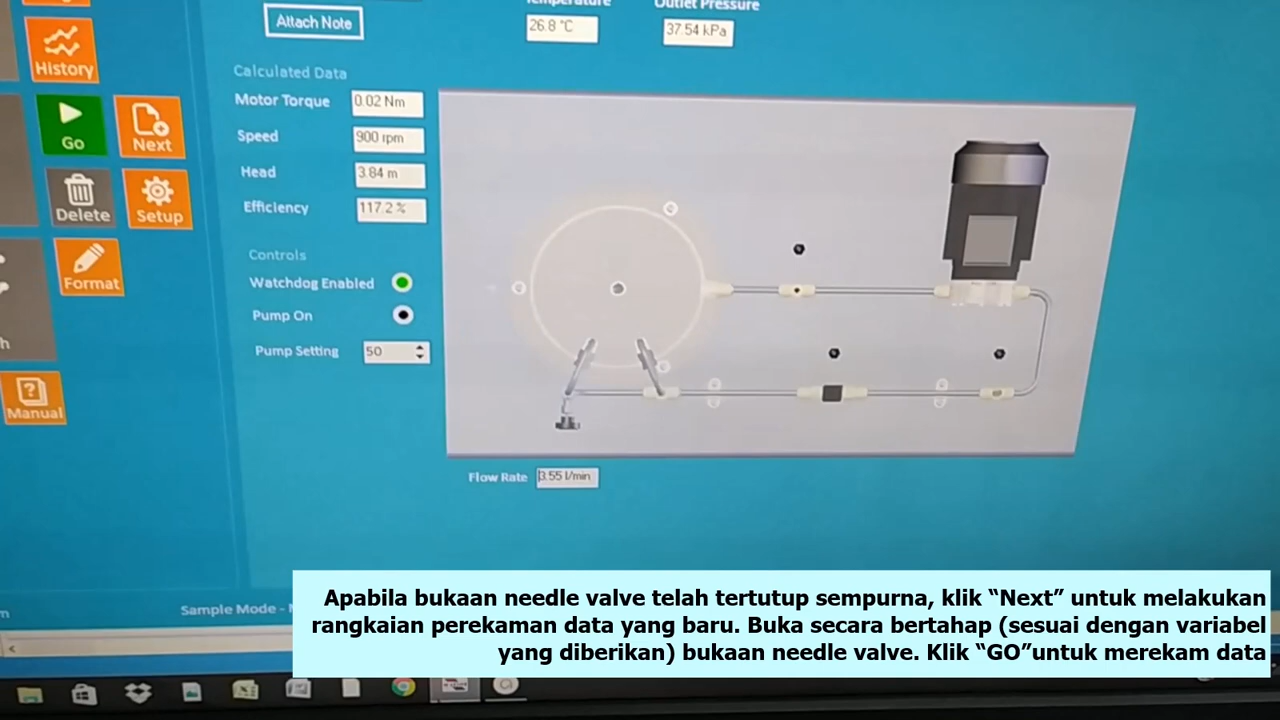 Temperature
Outlet Pressure
Attach Note
26.8 °C
37.54 kPa
History
Calculated Data
Motor Torque
0.02 Nm
Go
Next
Speed
900 rpm
Head
3.84 m
Delete
Setup
Efficiency
117.2 %
Controls
Format
Watchdog Enabled
Pump On
Pump Setting
50
Manual
Flow Rate
3.55 l/min
Sample Mode -
Apabila bukaan needle valve telah tertutup sempurna, klik “Next” untuk melakukan
rangkaian perekaman data yang baru. Buka secara bertahap (sesuai dengan variabel
yang diberikan) bukaan needle valve. Klik “GO”untuk merekam data